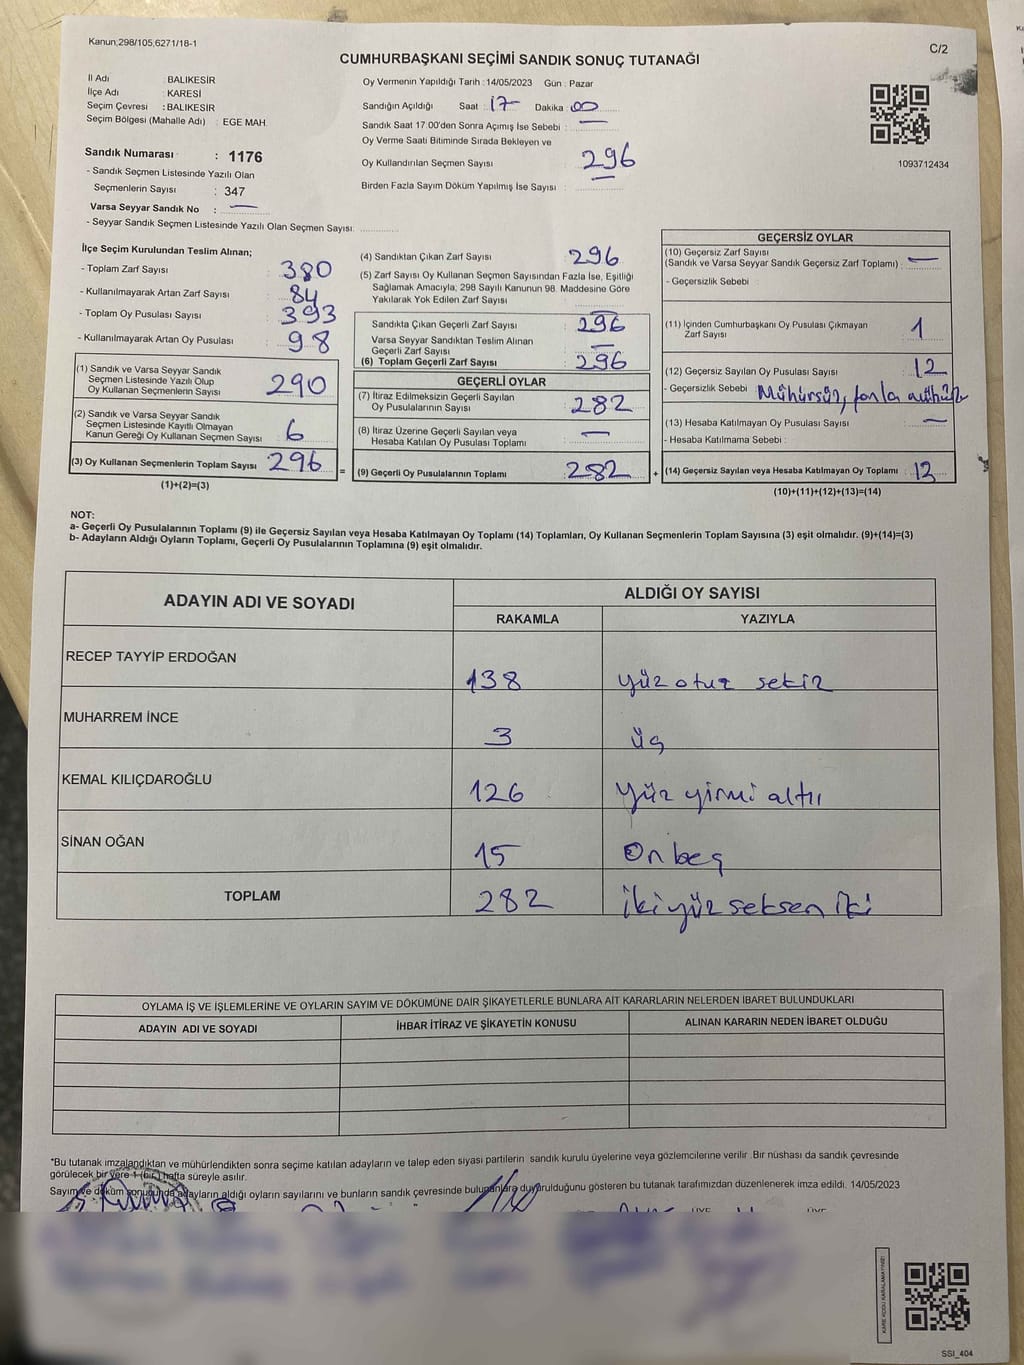 Kanun;298/105,6271/18-1
C/2
CUMHURBAŞKANI SEÇİMİ SANDIK SONUÇ TUTANAĞI
İl Adı : BALIKESİR
İlçe Adı : KARESİ
Seçim Çevresi : BALIKESİR
Seçim Bölgesi (Mahalle Adı) : EGE MAH.
Oy Vermenin Yapıldığı Tarih : 14/05/2023 Gün : Pazar
Sandığın Açıldığı Saat : 17 Dakika : 00
Sandık Saat 17:00'den Sonra Açımış İse Sebebi : —
Oy Verme Saati Bitiminde Sırada Bekleyen ve
Oy Kullandırılan Seçmen Sayısı : 296
Birden Fazla Sayım Döküm Yapılmış İse Sayısı : —
1093712434
Sandık Numarası : 1176
- Sandık Seçmen Listesinde Yazılı Olan
Seçmenlerin Sayısı : 347
Varsa Seyyar Sandık No : —
- Seyyar Sandık Seçmen Listesinde Yazılı Olan Seçmen Sayısı:
İlçe Seçim Kurulundan Teslim Alınan;
- Toplam Zarf Sayısı : 380
- Kullanılmayarak Artan Zarf Sayısı : 84
- Toplam Oy Pusulası Sayısı : 393
- Kullanılmayarak Artan Oy Pusulası : 98
(1) Sandık ve Varsa Seyyar Sandık
Seçmen Listesinde Yazılı Olup
Oy Kullanan Seçmenlerin Sayısı : 290
(2) Sandık ve Varsa Seyyar Sandık
Seçmen Listesinde Kayıtlı Olmayan
Kanun Gereği Oy Kullanan Seçmen Sayısı : 6
(3) Oy Kullanan Seçmenlerin Toplam Sayısı : 296
(1)+(2)=(3)
(4) Sandıktan Çıkan Zarf Sayısı : 296
(5) Zarf Sayısı Oy Kullanan Seçmen Sayısından Fazla İse, Eşitliği
Sağlamak Amacıyla, 298 Sayılı Kanunun 98. Maddesine Göre
Yakılarak Yok Edilen Zarf Sayısı : —
Sandıkta Çıkan Geçerli Zarf Sayısı : 296
Varsa Seyyar Sandıktan Teslim Alınan
Geçerli Zarf Sayısı : —
(6) Toplam Geçerli Zarf Sayısı : 296
GEÇERLİ OYLAR
(7) İtiraz Edilmeksizin Geçerli Sayılan
Oy Pusulalarının Sayısı : 282
(8) İtiraz Üzerine Geçerli Sayılan veya
Hesaba Katılan Oy Pusulası Toplamı : —
= (9) Geçerli Oy Pusulalarının Toplamı : 282
GEÇERSİZ OYLAR
(10) Geçersiz Zarf Sayısı
(Sandık ve Varsa Seyyar Sandık Geçersiz Zarf Toplamı) : —
- Geçersizlik Sebebi :
(11) İçinden Cumhurbaşkanı Oy Pusulası Çıkmayan
Zarf Sayısı : 1
(12) Geçersiz Sayılan Oy Pusulası Sayısı : 12
- Geçersizlik Sebebi : Mühürsüz, fazla
(13) Hesaba Katılmayan Oy Pusulası Sayısı : —
- Hesaba Katılmama Sebebi :
+ (14) Geçersiz Sayılan veya Hesaba Katılmayan Oy Toplamı :
(10)+(11)+(12)+(13)=(14)
NOT:
a- Geçerli Oy Pusulalarının Toplamı (9) ile Geçersiz Sayılan veya Hesaba Katılmayan Oy Toplamı (14) Toplamları, Oy Kullanan Seçmenlerin Toplam Sayısına (3) eşit olmalıdır. (9)+(14)=(3)
b- Adayların Aldığı Oyların Toplamı, Geçerli Oy Pusulalarının Toplamına (9) eşit olmalıdır.
ADAYIN ADI VE SOYADI
ALDIĞI OY SAYISI
RAKAMLA YAZIYLA
RECEP TAYYİP ERDOĞAN 138 yüz otuz sekiz
MUHARREM İNCE 3 üç
KEMAL KILIÇDAROĞLU 126 yüz yirmi altı
SİNAN OĞAN 15 on beş
TOPLAM 282 iki yüz seksen iki
OYLAMA İŞ VE İŞLEMLERİNE VE OYLARIN SAYIM VE DÖKÜMÜNE DAİR ŞİKAYETLERLE BUNLARA AİT KARARLARIN NELERDEN İBARET BULUNDUKLARI
ADAYIN ADI VE SOYADI İHBAR İTİRAZ VE ŞİKAYETİN KONUSU ALINAN KARARIN NEDEN İBARET OLDUĞU
*Bu tutanak imzalandıktan ve mühürlendikten sonra seçime katılan adayların ve talep eden siyasi partilerin sandık kurulu üyelerine veya gözlemcilerine verilir .Bir nüshası da sandık çevresinde
görülecek bir yere 1 (bir) hafta süreyle asılır.
Sayım ve döküm sonuğunda adayların aldığı oyların sayılarını ve bunların sandık çevresinde bulunanlara duyurulduğunu gösteren bu tutanak tarafımızdan düzenlenerek imza edildi. 14/05/2023
ÜYE ÜYE
KARE KODU KARALAMAYINIZ!
SSI_404